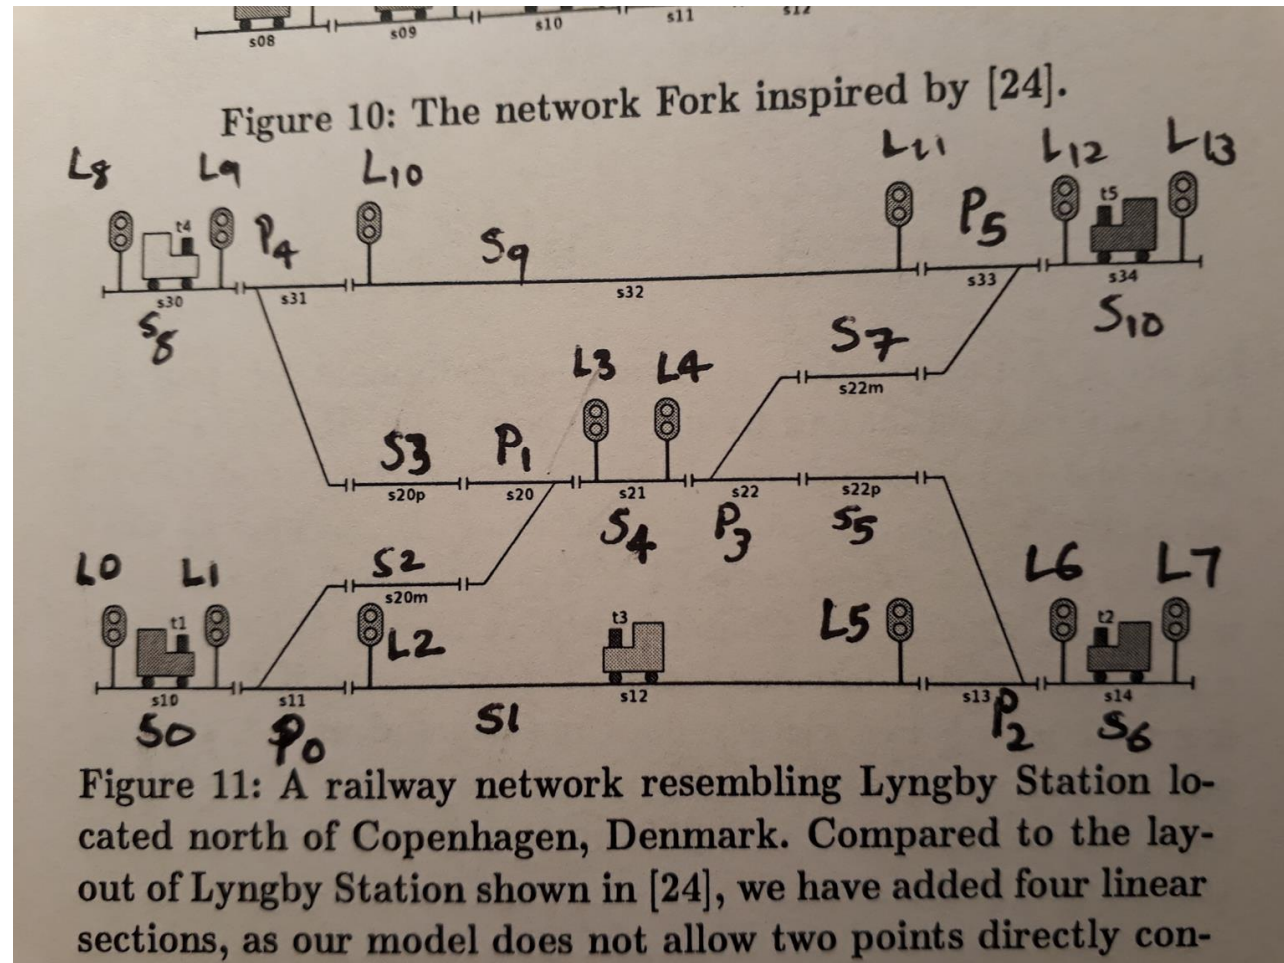 s08 s09 s10 s11 s12
Figure 10: The network Fork inspired by [24].
L8 L9 L10 L11 L12 L13
t4 P4 S9 P5 t5
s30 s31 s32 s33 s34
S8 S10
S7
L3 L4 s22m
S3 P1
s20p s20 s21 s22 s22p
S4 P3 S5
L0 L1 S2 L6 L7
s20m
t1 L2 t3 L5 t2
s10 s11 s12 s13 s14
S0 P0 S1 P2 S6
Figure 11: A railway network resembling Lyngby Station lo-
cated north of Copenhagen, Denmark. Compared to the lay-
out of Lyngby Station shown in [24], we have added four linear
sections, as our model does not allow two points directly con-